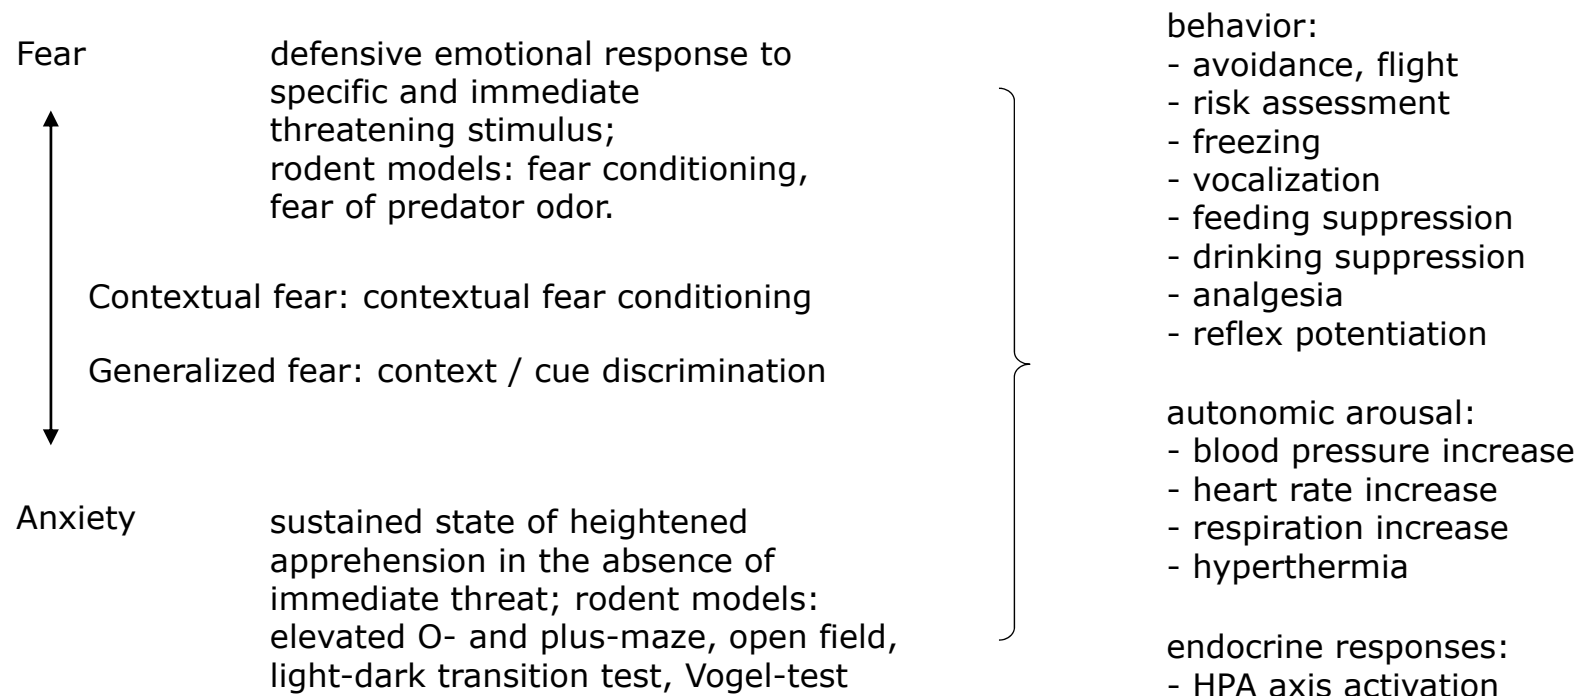 Fear
defensive emotional response to
specific and immediate
threatening stimulus;
rodent models: fear conditioning,
fear of predator odor.
Contextual fear: contextual fear conditioning
Generalized fear: context / cue discrimination
Anxiety
sustained state of heightened
apprehension in the absence of
immediate threat; rodent models:
elevated O- and plus-maze, open field,
light-dark transition test, Vogel-test
behavior:
- avoidance, flight
- risk assessment
- freezing
- vocalization
- feeding suppression
- drinking suppression
- analgesia
- reflex potentiation
autonomic arousal:
- blood pressure increase
- heart rate increase
- respiration increase
- hyperthermia
endocrine responses:
- HPA axis activation